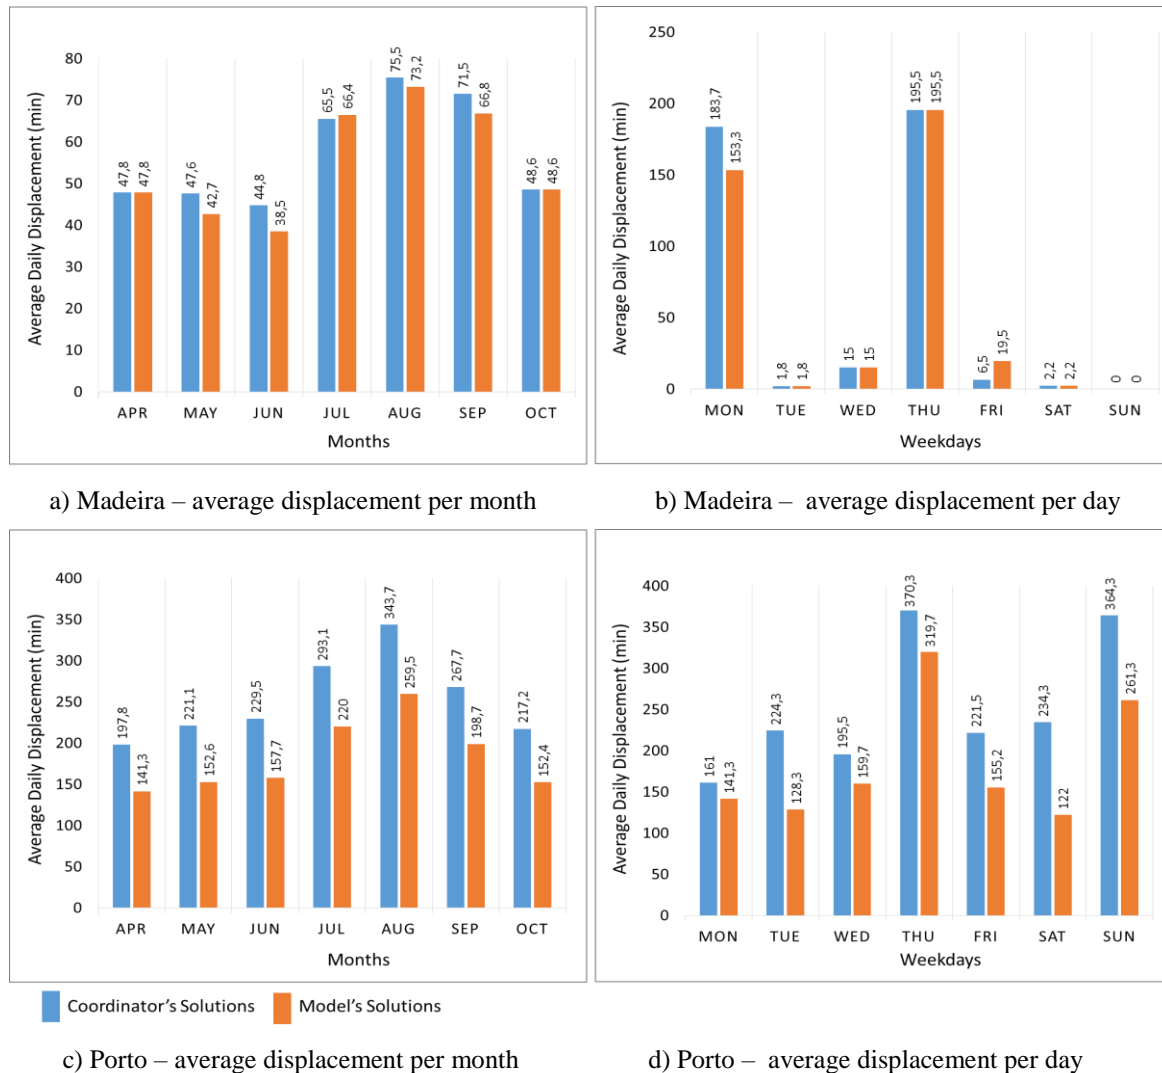 80
70
60
50
40
30
20
10
0
Average Daily Displacement (min)
47,8 47,8 47,6 42,7 44,8 38,5 65,5 66,4 75,5 73,2 71,5 66,8 48,6 48,6
APR MAY JUN JUL AUG SEP OCT
Months
250
200
150
100
50
0
Average Daily Displacement (min)
183,7 153,3 1,8 1,8 15 15 195,5 195,5 6,5 19,5 2,2 2,2 0 0
MON TUE WED THU FRI SAT SUN
Weekdays
a) Madeira – average displacement per month
b) Madeira – average displacement per day
400
350
300
250
200
150
100
50
0
Average Daily Displacement (min)
197,8 141,3 221,1 152,6 229,5 157,7 293,1 220 343,7 259,5 267,7 198,7 217,2 152,4
APR MAY JUN JUL AUG SEP OCT
Months
400
350
300
250
200
150
100
50
0
Average Daily Displacement (min)
161 141,3 224,3 128,3 195,5 159,7 370,3 319,7 221,5 155,2 234,3 122 364,3 261,3
MON TUE WED THU FRI SAT SUN
Weekdays
Coordinator's Solutions Model's Solutions
c) Porto – average displacement per month
d) Porto – average displacement per day